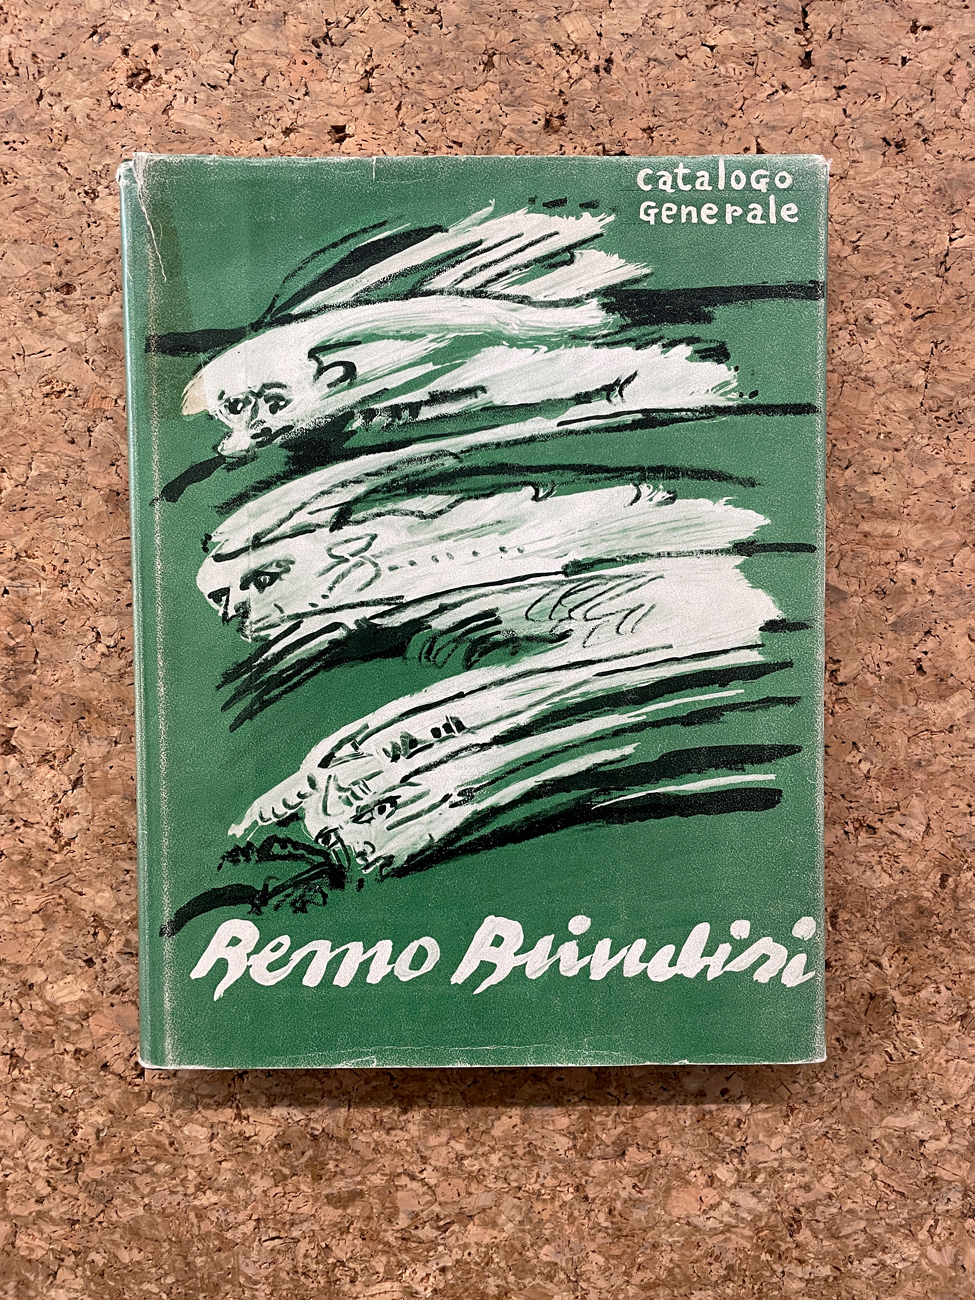 catalogo
generale
Remo Brindisi